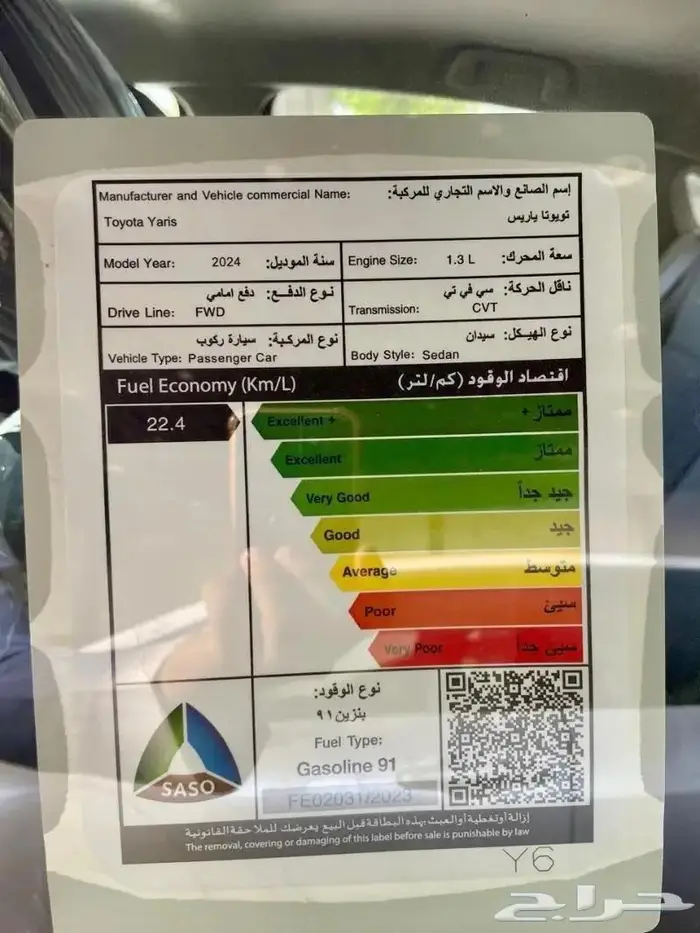 Manufacturer and Vehicle commercial Name: إسم الصانع والاسم التجاري للمركبة:
Toyota Yaris تويوتا ياريس
Model Year: 2024 سنة الموديل:
Engine Size: 1.3 L سعة المحرك:
نوع الدفع: دفع امامي
Drive Line: FWD
ناقل الحركة: سي في تي
Transmission: CVT
نوع المركبة: سيارة ركوب
Vehicle Type: Passenger Car
نوع الهيكل: سيدان
Body Style: Sedan
Fuel Economy (Km/L) اقتصاد الوقود (كم/لتر)
22.4
Excellent + ممتاز +
Excellent ممتاز
Very Good جيد جداً
Good جيد
Average متوسط
Poor سيئ
Very Poor سيئ جداً
SASO
نوع الوقود:
بنزين ٩١
Fuel Type:
Gasoline 91
FE02031/2023
إزالة أو تغطية أو العبث بهذه البطاقة قبل البيع يعرضك للملاحقة القانونية
The removal, covering or damaging of this label before sale is punishable by law
Y6
حراج